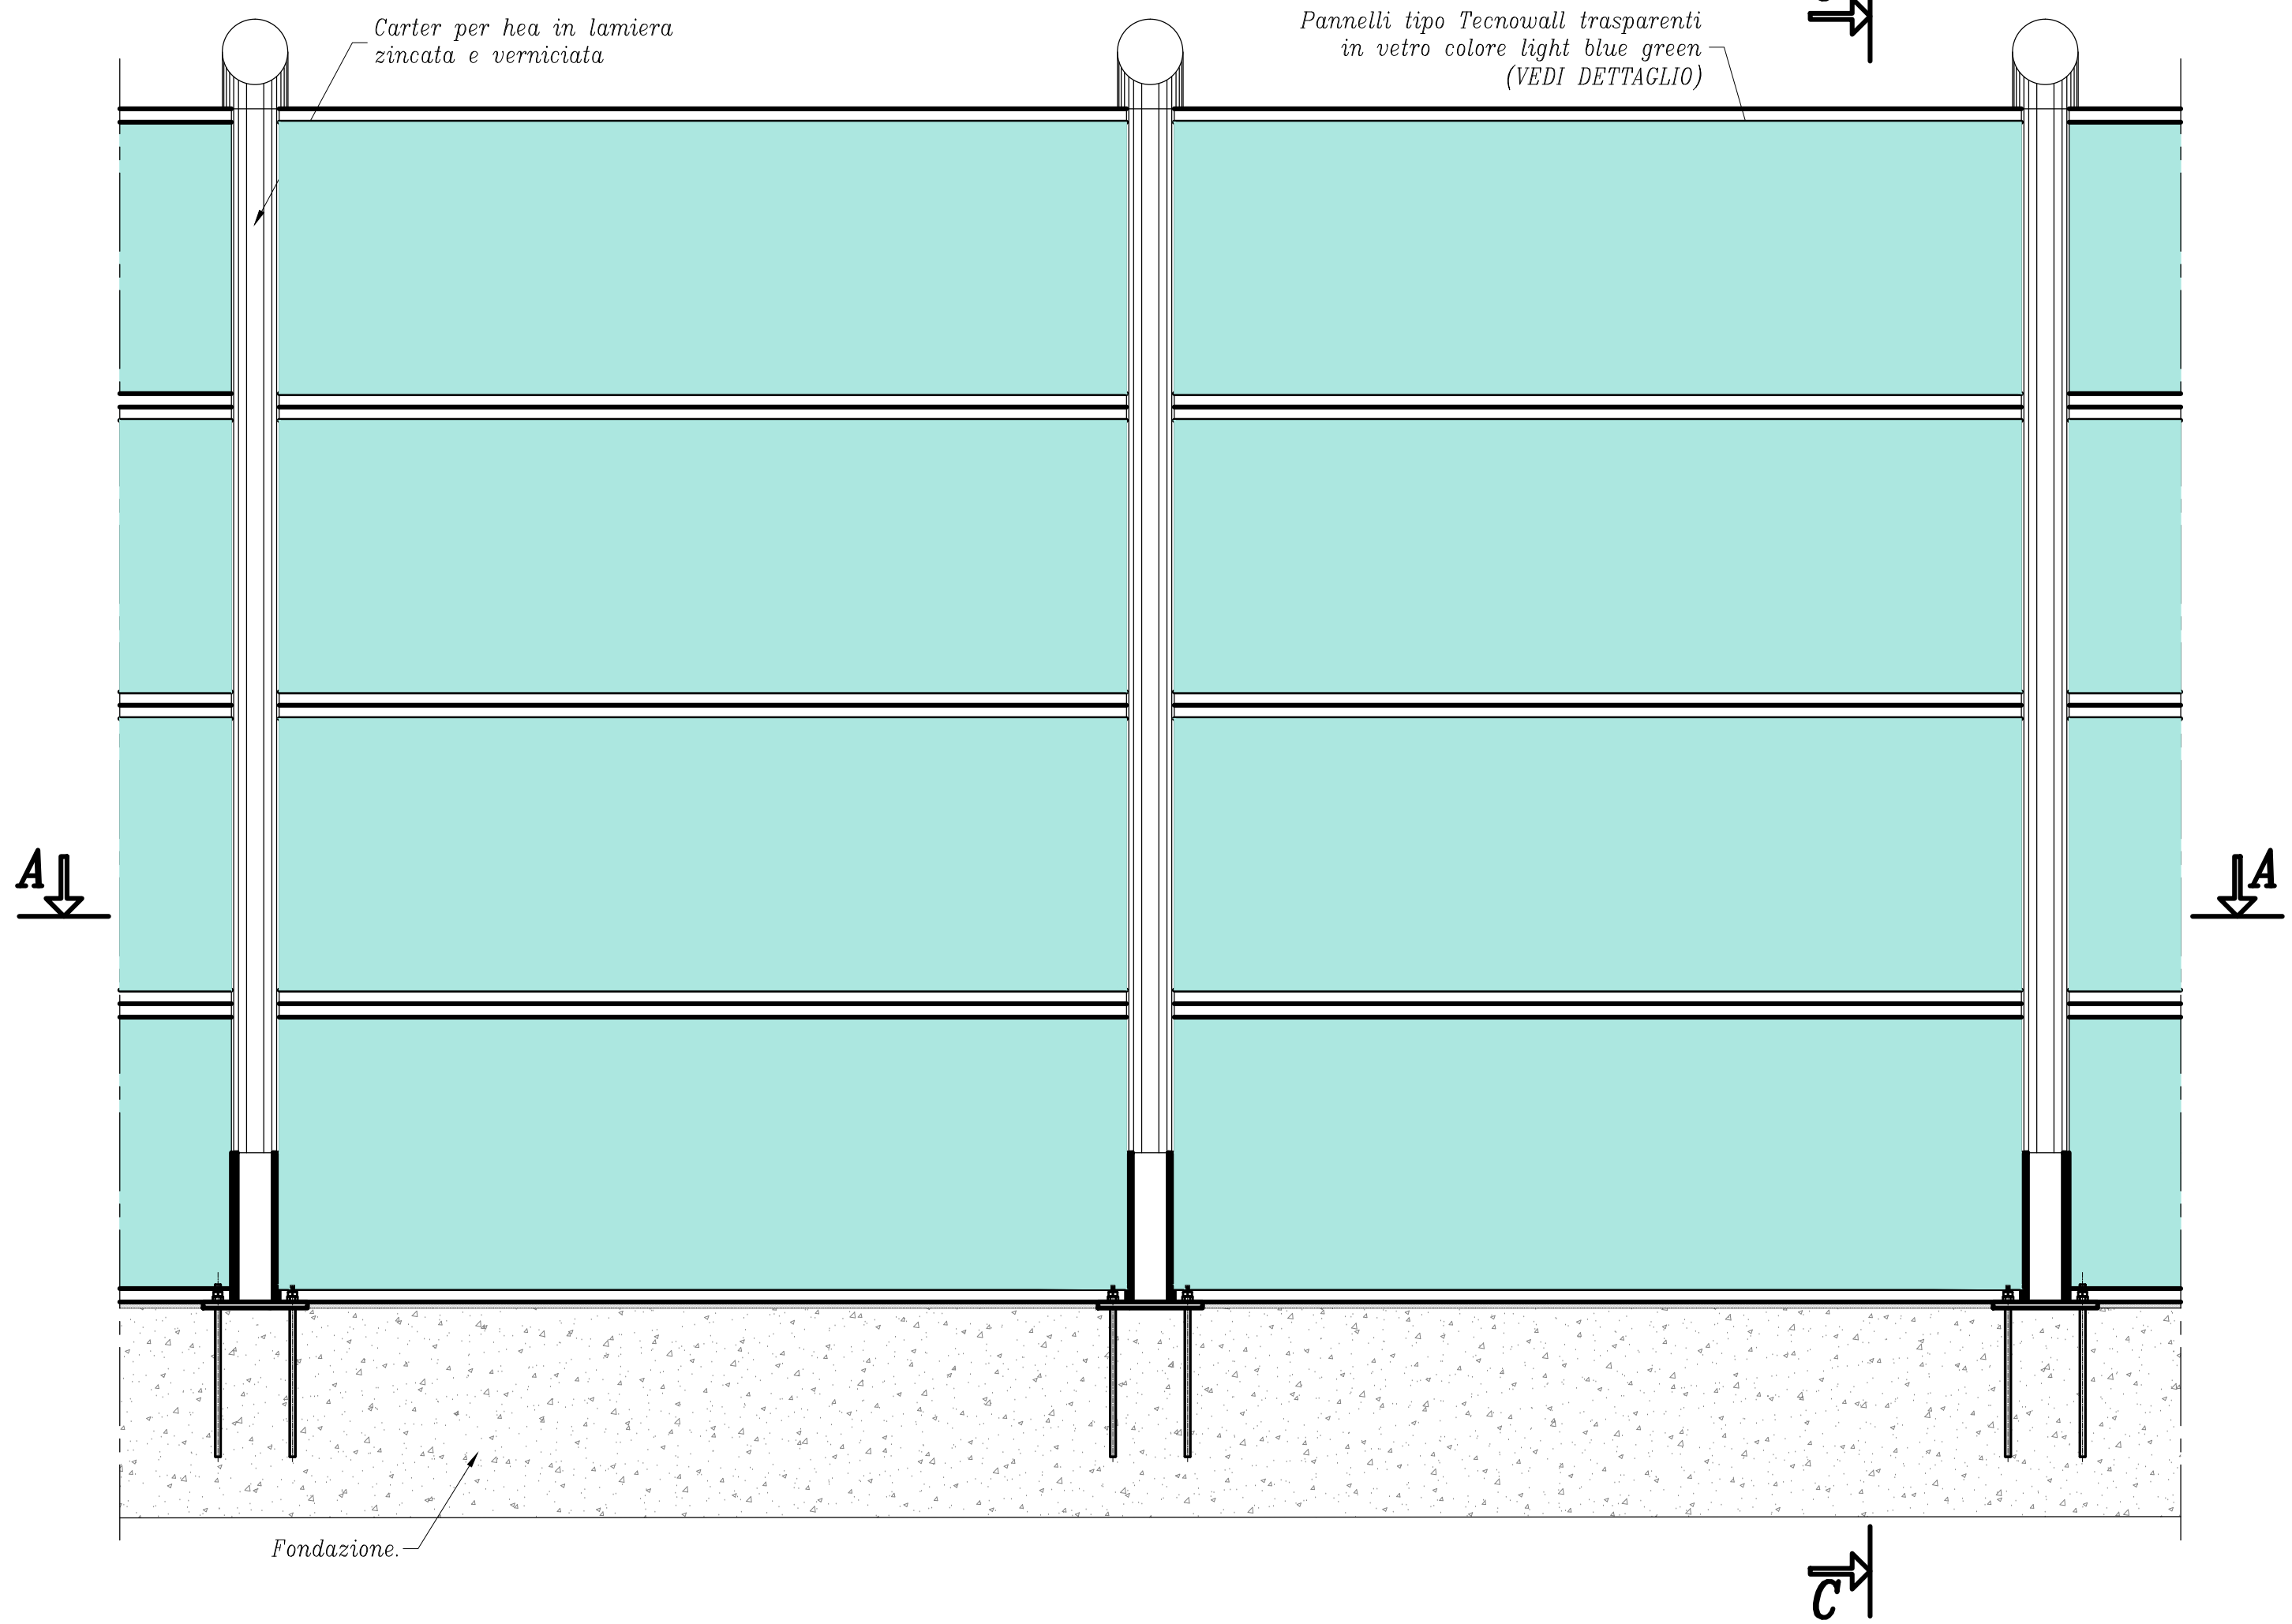 Carter per hea in lamiera
zincata e verniciata
Pannelli tipo Tecnowall trasparenti
in vetro colore light blue green
(VEDI DETTAGLIO)
A
A
Fondazione.
C